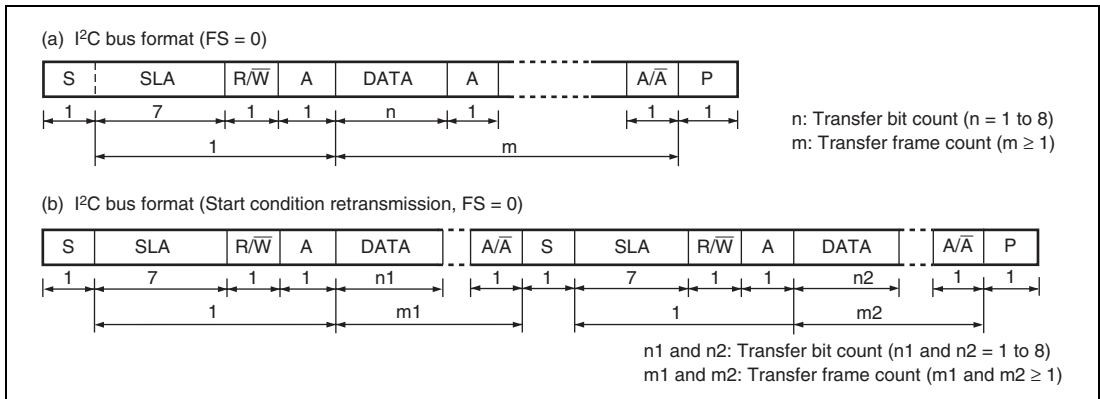 (a) I²C bus format (FS = 0)
S SLA R/W̅ A DATA A A/A̅ P
1 7 1 1 n 1 1 1
1 m
n: Transfer bit count (n = 1 to 8)
m: Transfer frame count (m ≥ 1)
(b) I²C bus format (Start condition retransmission, FS = 0)
S SLA R/W̅ A DATA A/A̅ S SLA R/W̅ A DATA A/A̅ P
1 7 1 1 n1 1 1 7 1 1 n2 1 1
1 m1 1 m2
n1 and n2: Transfer bit count (n1 and n2 = 1 to 8)
m1 and m2: Transfer frame count (m1 and m2 ≥ 1)